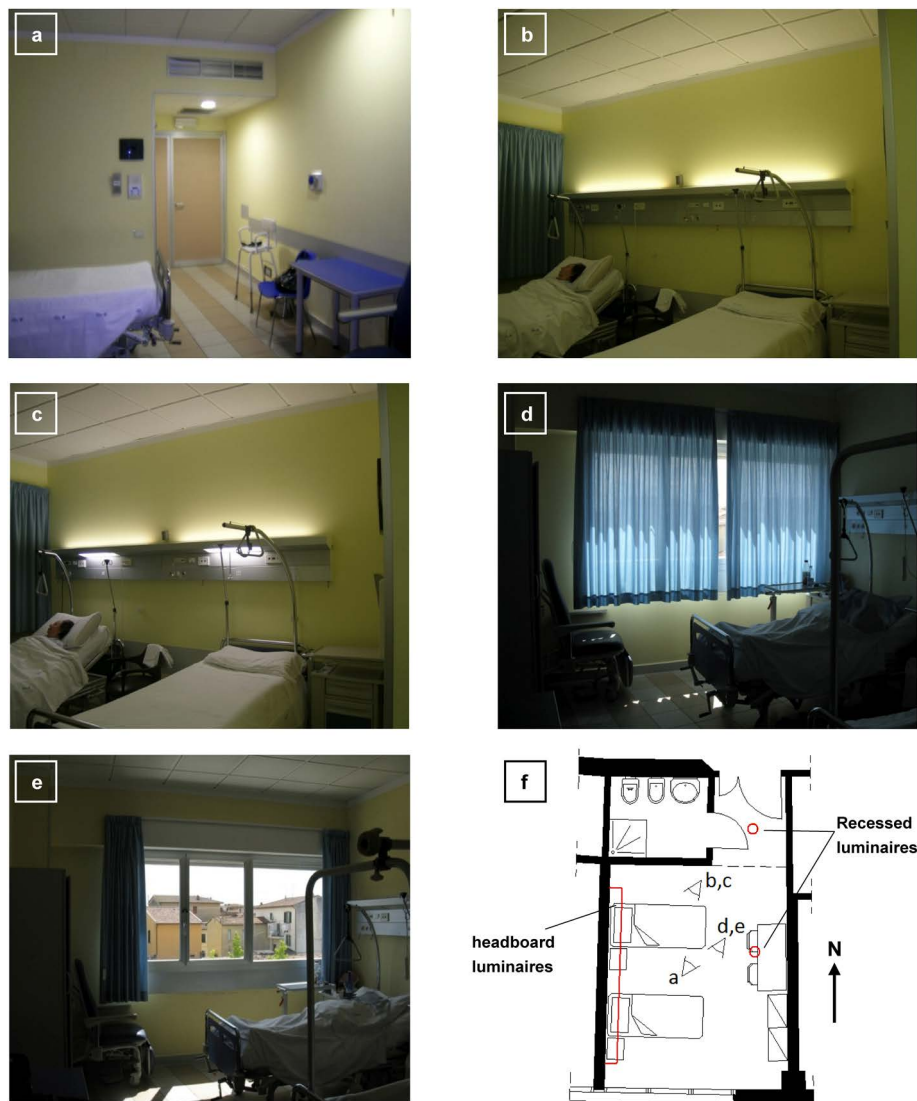 a
b
c
d
e
f
Recessed
luminaires
b,c
d,e
headboard
luminaires
a
N